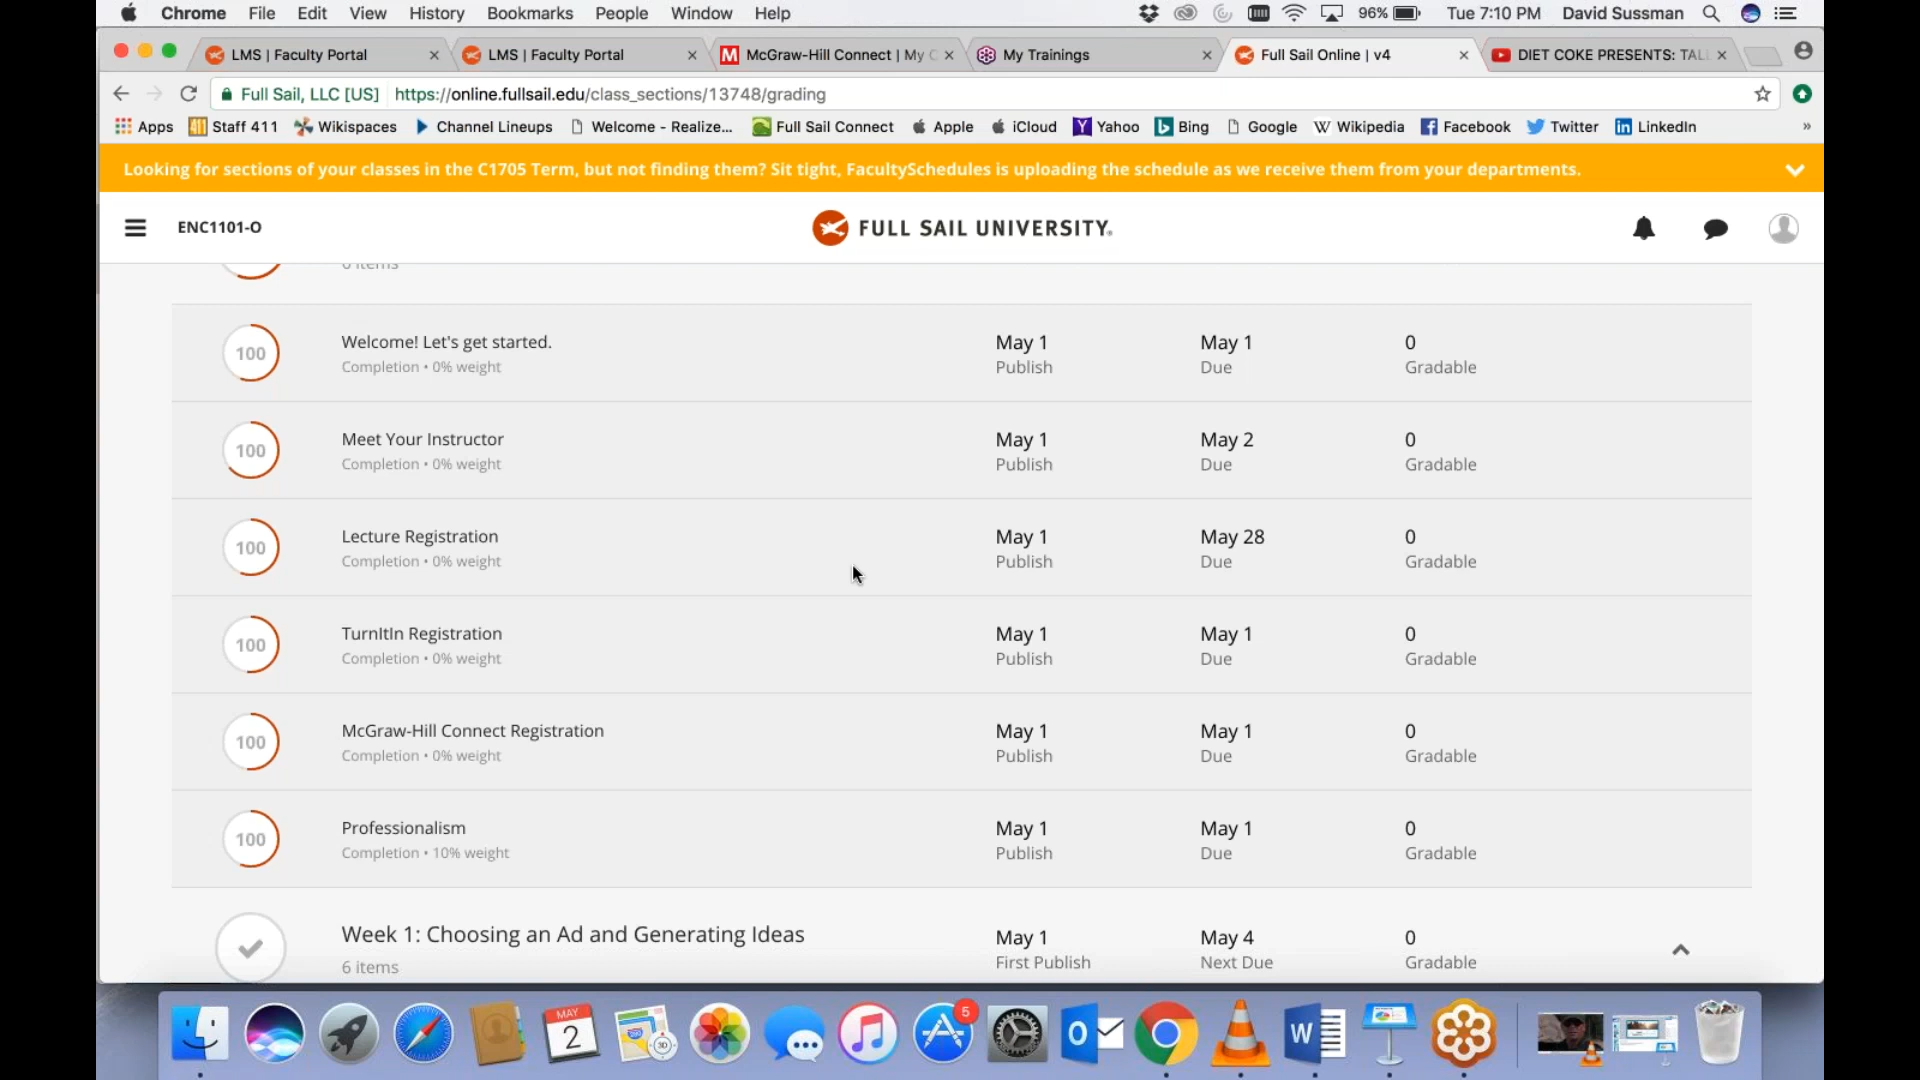 Chrome File Edit View History Bookmarks People Window Help 96% Tue 7:10 PM David Sussman
LMS | Faculty Portal LMS | Faculty Portal McGraw-Hill Connect | My C My Trainings Full Sail Online | v4 DIET COKE PRESENTS: TAL
Full Sail, LLC [US] https://online.fullsail.edu/class_sections/13748/grading
Apps Staff 411 Wikispaces Channel Lineups Welcome - Realize... Full Sail Connect Apple iCloud Yahoo Bing Google Wikipedia Facebook Twitter LinkedIn »
Looking for sections of your classes in the C1705 Term, but not finding them? Sit tight, FacultySchedules is uploading the schedule as we receive them from your departments.
ENC1101-O FULL SAIL UNIVERSITY.
6 items
100 Welcome! Let's get started. May 1 May 1 0
Completion • 0% weight Publish Due Gradable
100 Meet Your Instructor May 1 May 2 0
Completion • 0% weight Publish Due Gradable
100 Lecture Registration May 1 May 28 0
Completion • 0% weight Publish Due Gradable
100 TurnItIn Registration May 1 May 1 0
Completion • 0% weight Publish Due Gradable
100 McGraw-Hill Connect Registration May 1 May 1 0
Completion • 0% weight Publish Due Gradable
100 Professionalism May 1 May 1 0
Completion • 10% weight Publish Due Gradable
Week 1: Choosing an Ad and Generating Ideas May 1 May 4 0
6 items First Publish Next Due Gradable
MAY
2
5